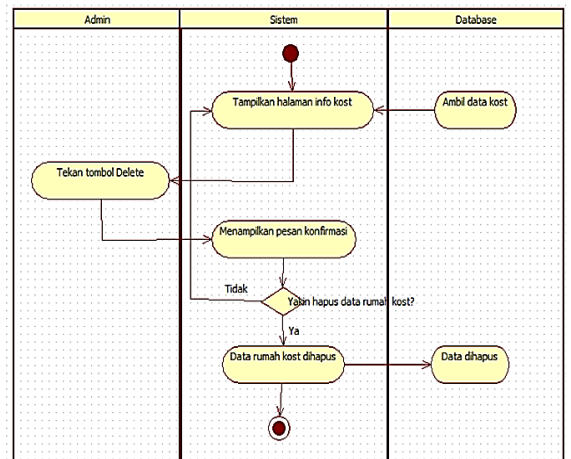 Admin
Sistem
Database
Tampilkan halaman info kost
Ambil data kost
Tekan tombol Delete
Menampilkan pesan konfirmasi
Tidak
Yakin hapus data rumah kost?
Ya
Data rumah kost dihapus
Data dihapus